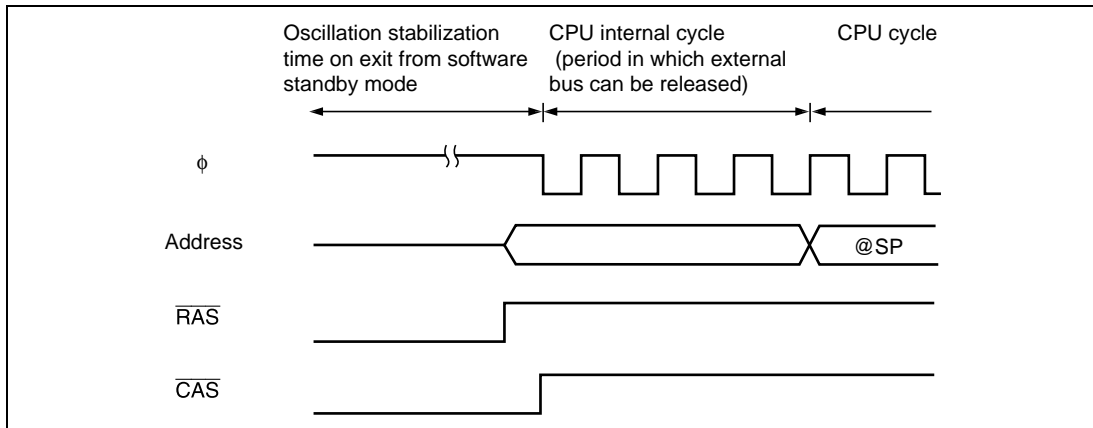 Oscillation stabilization
time on exit from software
standby mode
CPU internal cycle
(period in which external
bus can be released)
CPU cycle
ϕ
Address
@SP
RAS
CAS